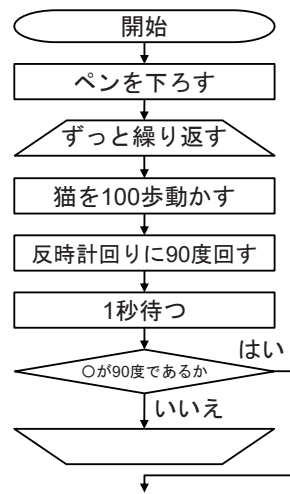 開始
ペンを下ろす
ずっと繰り返す
猫を100歩動かす
反時計回りに90度回す
1秒待つ
〇が90度であるか
はい
いいえ